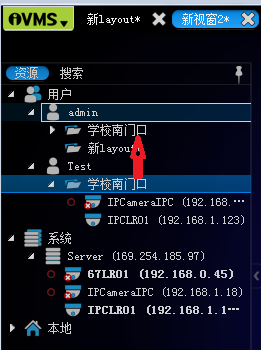 iVMS
新layout*
新视窗2*
资源
搜索
用户
admin
学校南门口
新layout
Test
学校南门口
IPCameraIPC (192.168.···
IPCLRO1 (192.168.1.123)
系统
Server (169.254.185.97)
67LRO1 (192.168.0.45)
IPCameraIPC (192.168.1.18)
IPCLRO1 (192.168.1.1···
本地